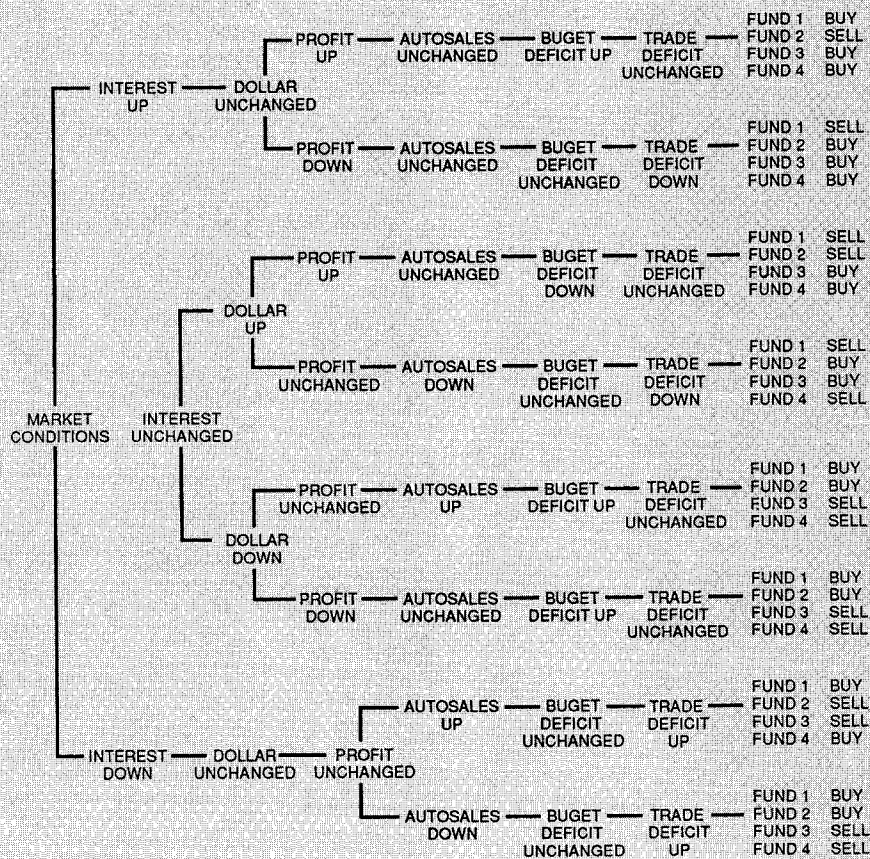 FUND 1 BUY
PROFIT AUTOSALES BUGET TRADE FUND 2 SELL
UP UNCHANGED DEFICIT UP DEFICIT FUND 3 BUY
UNCHANGED FUND 4 BUY
INTEREST DOLLAR
UP UNCHANGED
FUND 1 SELL
PROFIT AUTOSALES BUGET TRADE FUND 2 BUY
DOWN UNCHANGED DEFICIT DEFICIT FUND 3 BUY
UNCHANGED DOWN FUND 4 BUY
FUND 1 SELL
PROFIT AUTOSALES BUGET TRADE FUND 2 SELL
UP UNCHANGED DEFICIT DEFICIT FUND 3 BUY
DOWN UNCHANGED FUND 4 BUY
DOLLAR
UP
FUND 1 SELL
PROFIT AUTOSALES BUGET TRADE FUND 2 BUY
UNCHANGED DOWN DEFICIT DEFICIT FUND 3 BUY
UNCHANGED DOWN FUND 4 SELL
MARKET INTEREST
CONDITIONS UNCHANGED
FUND 1 BUY
PROFIT AUTOSALES BUGET TRADE FUND 2 BUY
UNCHANGED UP DEFICIT UP DEFICIT FUND 3 SELL
UNCHANGED FUND 4 SELL
DOLLAR
DOWN
FUND 1 BUY
PROFIT AUTOSALES BUGET TRADE FUND 2 BUY
DOWN UNCHANGED DEFICIT UP DEFICIT FUND 3 SELL
UNCHANGED FUND 4 SELL
FUND 1 BUY
AUTOSALES BUGET TRADE FUND 2 SELL
UP DEFICIT DEFICIT FUND 3 SELL
UNCHANGED UP FUND 4 BUY
INTEREST DOLLAR PROFIT
DOWN UNCHANGED UNCHANGED
FUND 1 BUY
AUTOSALES BUGET TRADE FUND 2 BUY
DOWN DEFICIT DEFICIT FUND 3 SELL
UNCHANGED UP FUND 4 SELL